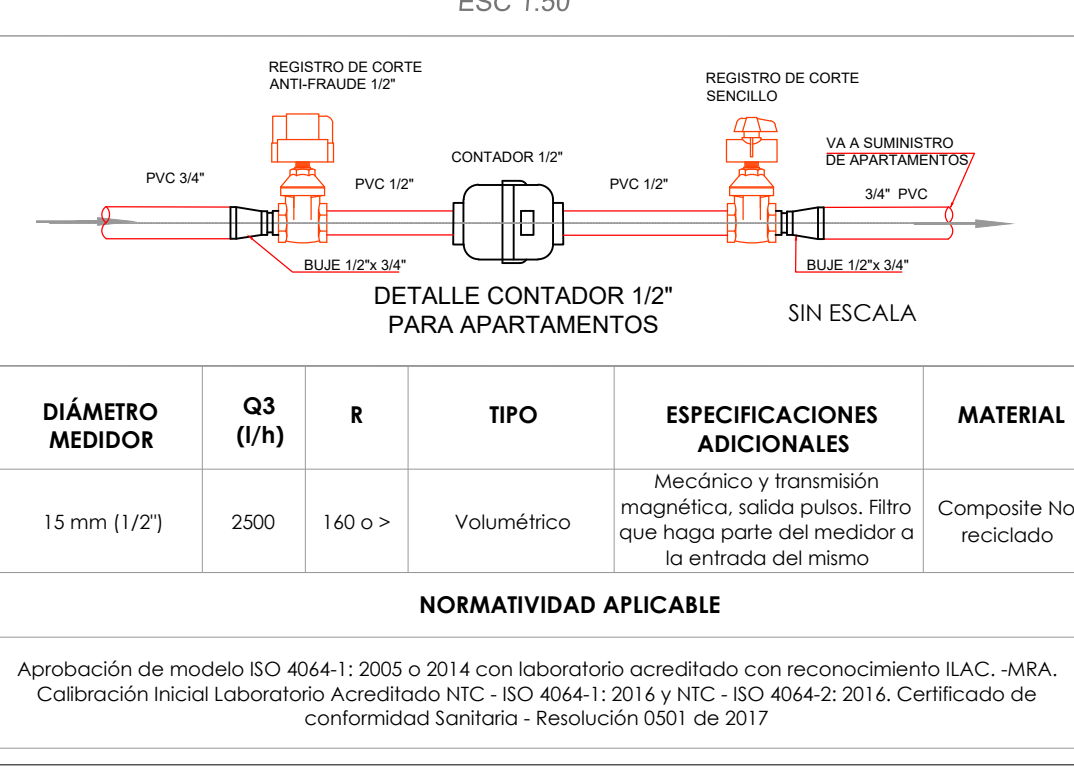 ESC 1:50
REGISTRO DE CORTE
ANTI-FRAUDE 1/2"
REGISTRO DE CORTE
SENCILLO
CONTADOR 1/2"
VA A SUMINISTRO
DE APARTAMENTOS
PVC 3/4"
PVC 1/2"
PVC 1/2"
3/4" PVC
BUJE 1/2"x 3/4"
BUJE 1/2"x 3/4"
DETALLE CONTADOR 1/2"
PARA APARTAMENTOS
SIN ESCALA
DIÁMETRO
MEDIDOR
Q3
(l/h)
R
TIPO
ESPECIFICACIONES
ADICIONALES
MATERIAL
15 mm (1/2")
2500
160 o >
Volumétrico
Mecánico y transmisión
magnética, salida pulsos. Filtro
que haga parte del medidor a
la entrada del mismo
Composite No
reciclado
NORMATIVIDAD APLICABLE
Aprobación de modelo ISO 4064-1: 2005 o 2014 con laboratorio acreditado con reconocimiento ILAC. -MRA.
Calibración Inicial Laboratorio Acreditado NTC - ISO 4064-1: 2016 y NTC - ISO 4064-2: 2016. Certificado de
conformidad Sanitaria - Resolución 0501 de 2017